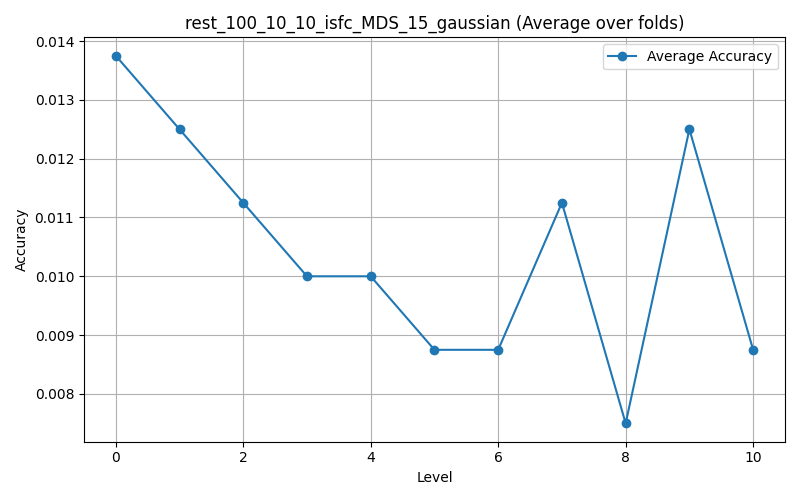 rest_100_10_10_isfc_MDS_15_gaussian (Average over folds)
Average Accuracy
Accuracy
0.014
0.013
0.012
0.011
0.010
0.009
0.008
0 2 4 6 8 10
Level